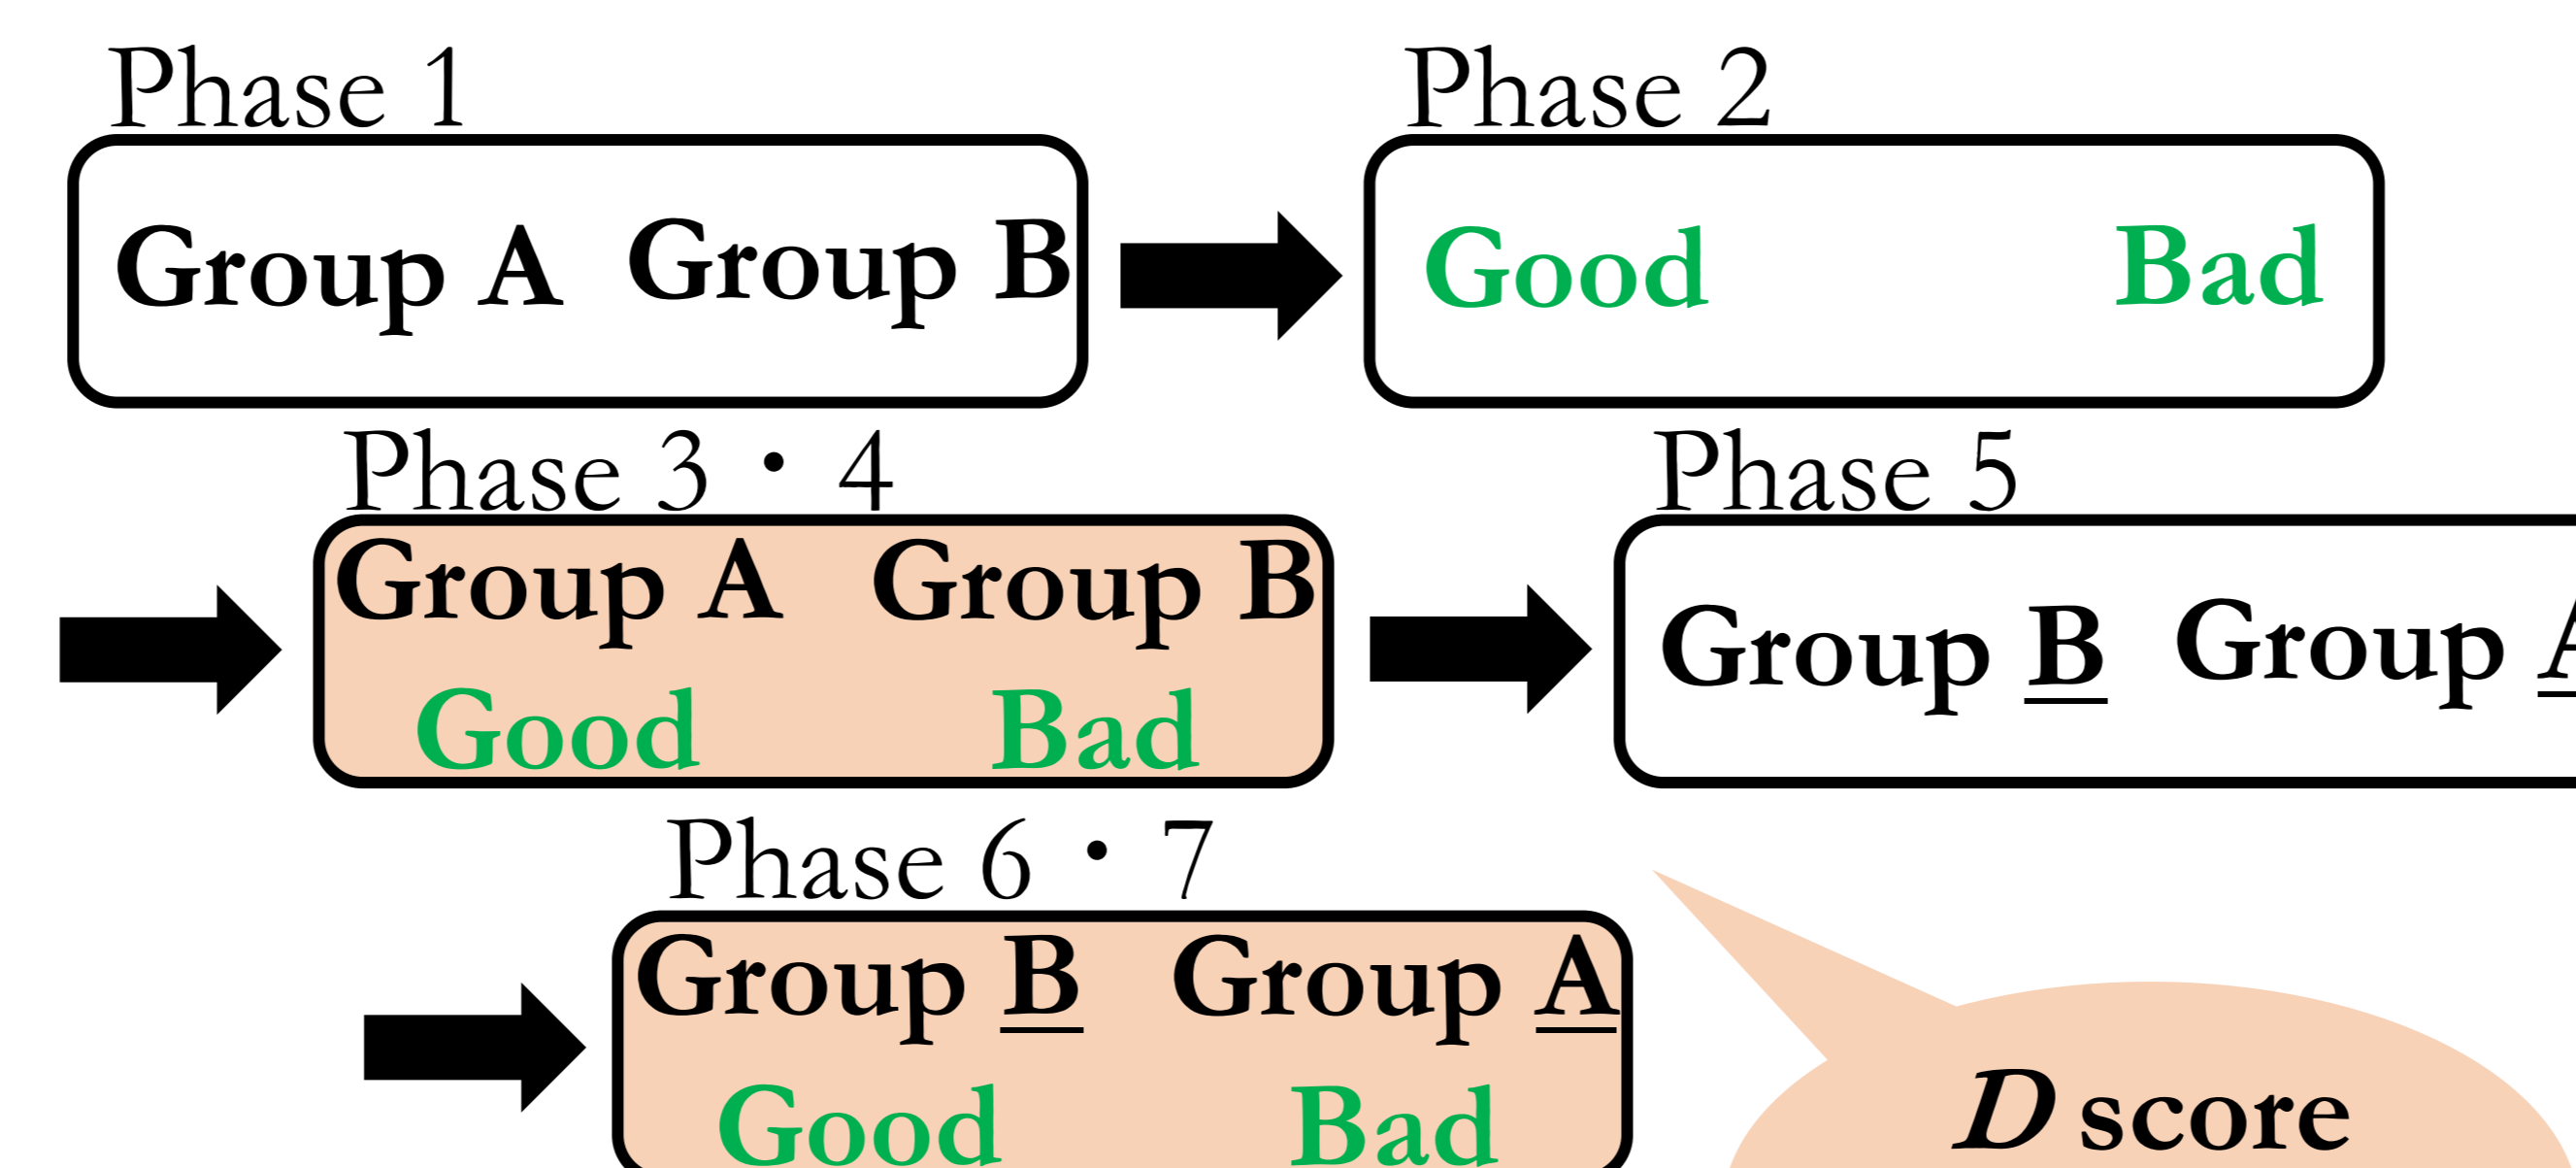 Phase 1
Phase 2
Group A Group B
Good Bad
Phase 3・4
Phase 5
Group A Group B
Good Bad
Group B Group A
Phase 6・7
Group B Group A
Good Bad
D score